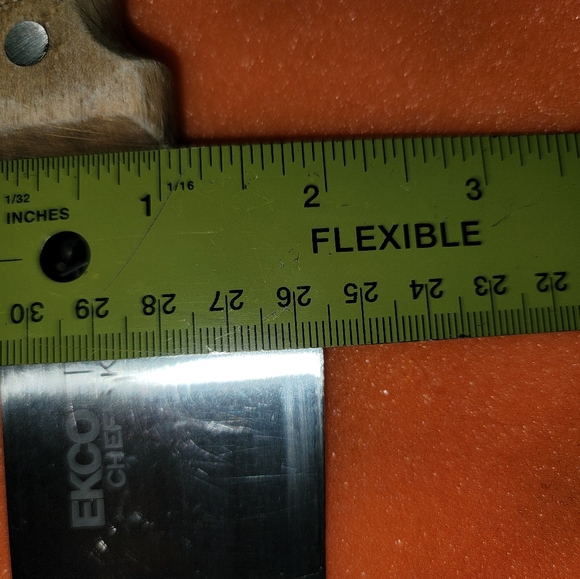 1/32
INCHES
1 1/16 2 3
FLEXIBLE
30 29 28 27 26 25 24 23 22
EKCO
CHEF